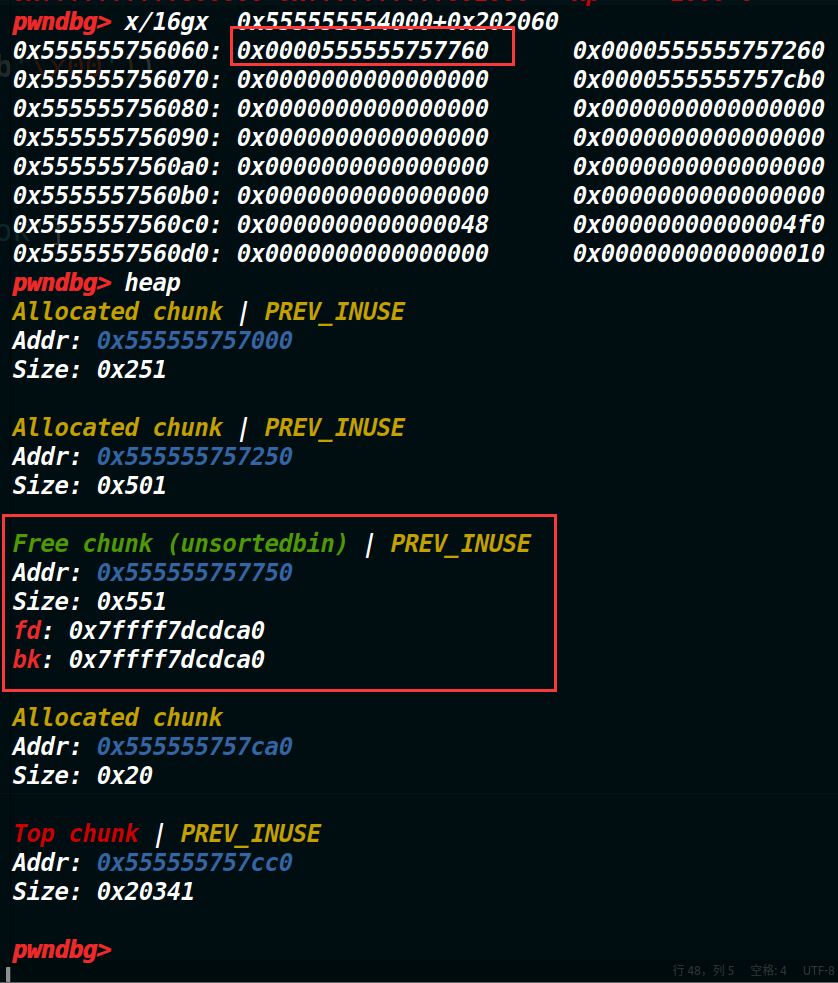 pwndbg> x/16gx 0x555555554000+0x202060
0x555555756060: 0x0000555555757760 0x0000555555757260
0x555555756070: 0x0000000000000000 0x0000555555757cb0
0x555555756080: 0x0000000000000000 0x0000000000000000
0x555555756090: 0x0000000000000000 0x0000000000000000
0x5555557560a0: 0x0000000000000000 0x0000000000000000
0x5555557560b0: 0x0000000000000000 0x0000000000000000
0x5555557560c0: 0x0000000000000048 0x00000000000004f0
0x5555557560d0: 0x0000000000000000 0x0000000000000010
pwndbg> heap
Allocated chunk | PREV_INUSE
Addr: 0x555555757000
Size: 0x251
Allocated chunk | PREV_INUSE
Addr: 0x555555757250
Size: 0x501
Free chunk (unsortedbin) | PREV_INUSE
Addr: 0x555555757750
Size: 0x551
fd: 0x7ffff7dcdca0
bk: 0x7ffff7dcdca0
Allocated chunk
Addr: 0x555555757ca0
Size: 0x20
Top chunk | PREV_INUSE
Addr: 0x555555757cc0
Size: 0x20341
pwndbg>
行 48，列 5 空格: 4 UTF-8